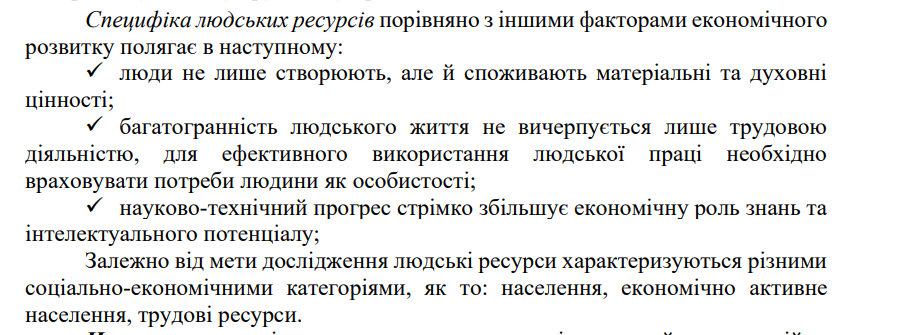 Специфіка людських ресурсів порівняно з іншими факторами економічного
розвитку полягає в наступному:
✓ люди не лише створюють, але й споживають матеріальні та духовні
цінності;
✓ багатогранність людського життя не вичерпується лише трудовою
діяльністю, для ефективного використання людської праці необхідно
враховувати потреби людини як особистості;
✓ науково-технічний прогрес стрімко збільшує економічну роль знань та
інтелектуального потенціалу;
Залежно від мети дослідження людські ресурси характеризуються різними
соціально-економічними категоріями, як то: населення, економічно активне
населення, трудові ресурси.